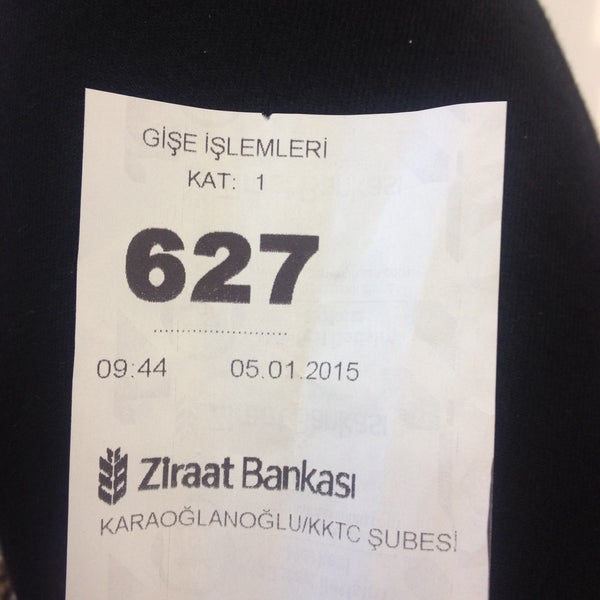 GİŞE İŞLEMLERİ
KAT: 1
627
09:44 05.01.2015
Ziraat Bankası
KARAOĞLANOĞLU/KKTC ŞUBESİ